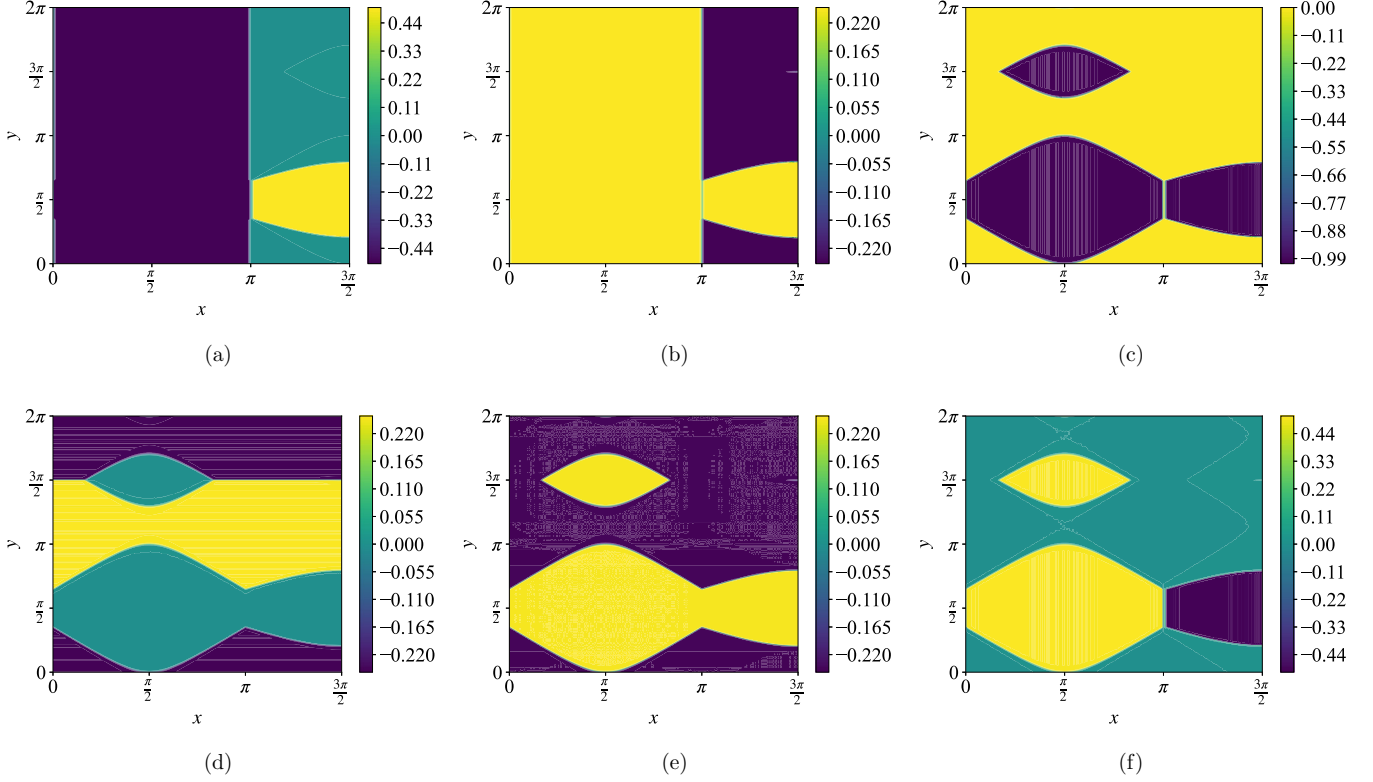 2π
3π/2
π
π/2
0
y
0 π/2 π 3π/2
x
0.44
0.33
0.22
0.11
0.00
−0.11
−0.22
−0.33
−0.44
(a)
2π
3π/2
π
π/2
0
y
0 π/2 π 3π/2
x
0.220
0.165
0.110
0.055
0.000
−0.055
−0.110
−0.165
−0.220
(b)
2π
3π/2
π
π/2
0
y
0 π/2 π 3π/2
x
0.00
−0.11
−0.22
−0.33
−0.44
−0.55
−0.66
−0.77
−0.88
−0.99
(c)
2π
3π/2
π
π/2
0
y
0 π/2 π 3π/2
x
0.220
0.165
0.110
0.055
0.000
−0.055
−0.110
−0.165
−0.220
(d)
2π
3π/2
π
π/2
0
y
0 π/2 π 3π/2
x
0.220
0.165
0.110
0.055
0.000
−0.055
−0.110
−0.165
−0.220
(e)
2π
3π/2
π
π/2
0
y
0 π/2 π 3π/2
x
0.44
0.33
0.22
0.11
0.00
−0.11
−0.22
−0.33
−0.44
(f)